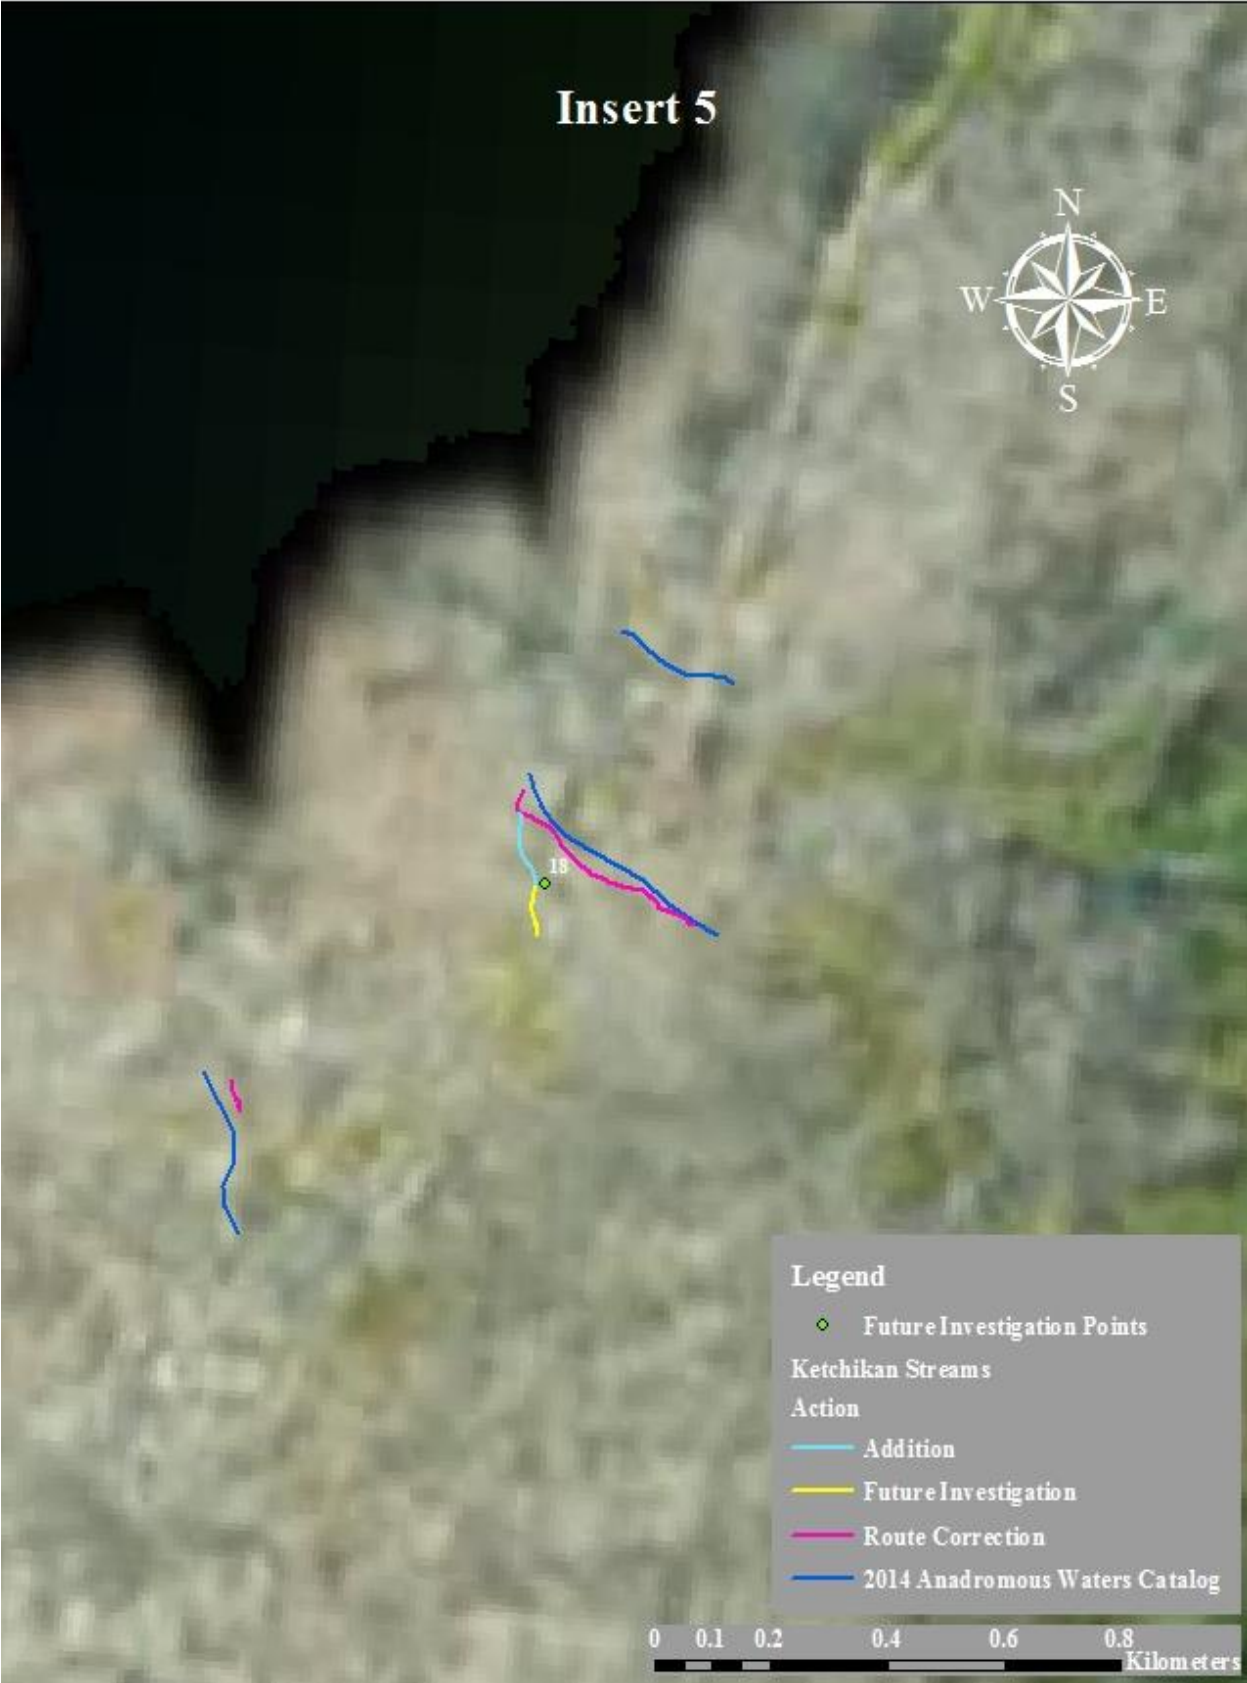 Insert 5
N
W E
S
18
Legend
Future Investigation Points
Ketchikan Streams
Action
Addition
Future Investigation
Route Correction
2014 Anadromous Waters Catalog
0 0.1 0.2 0.4 0.6 0.8
Kilometers